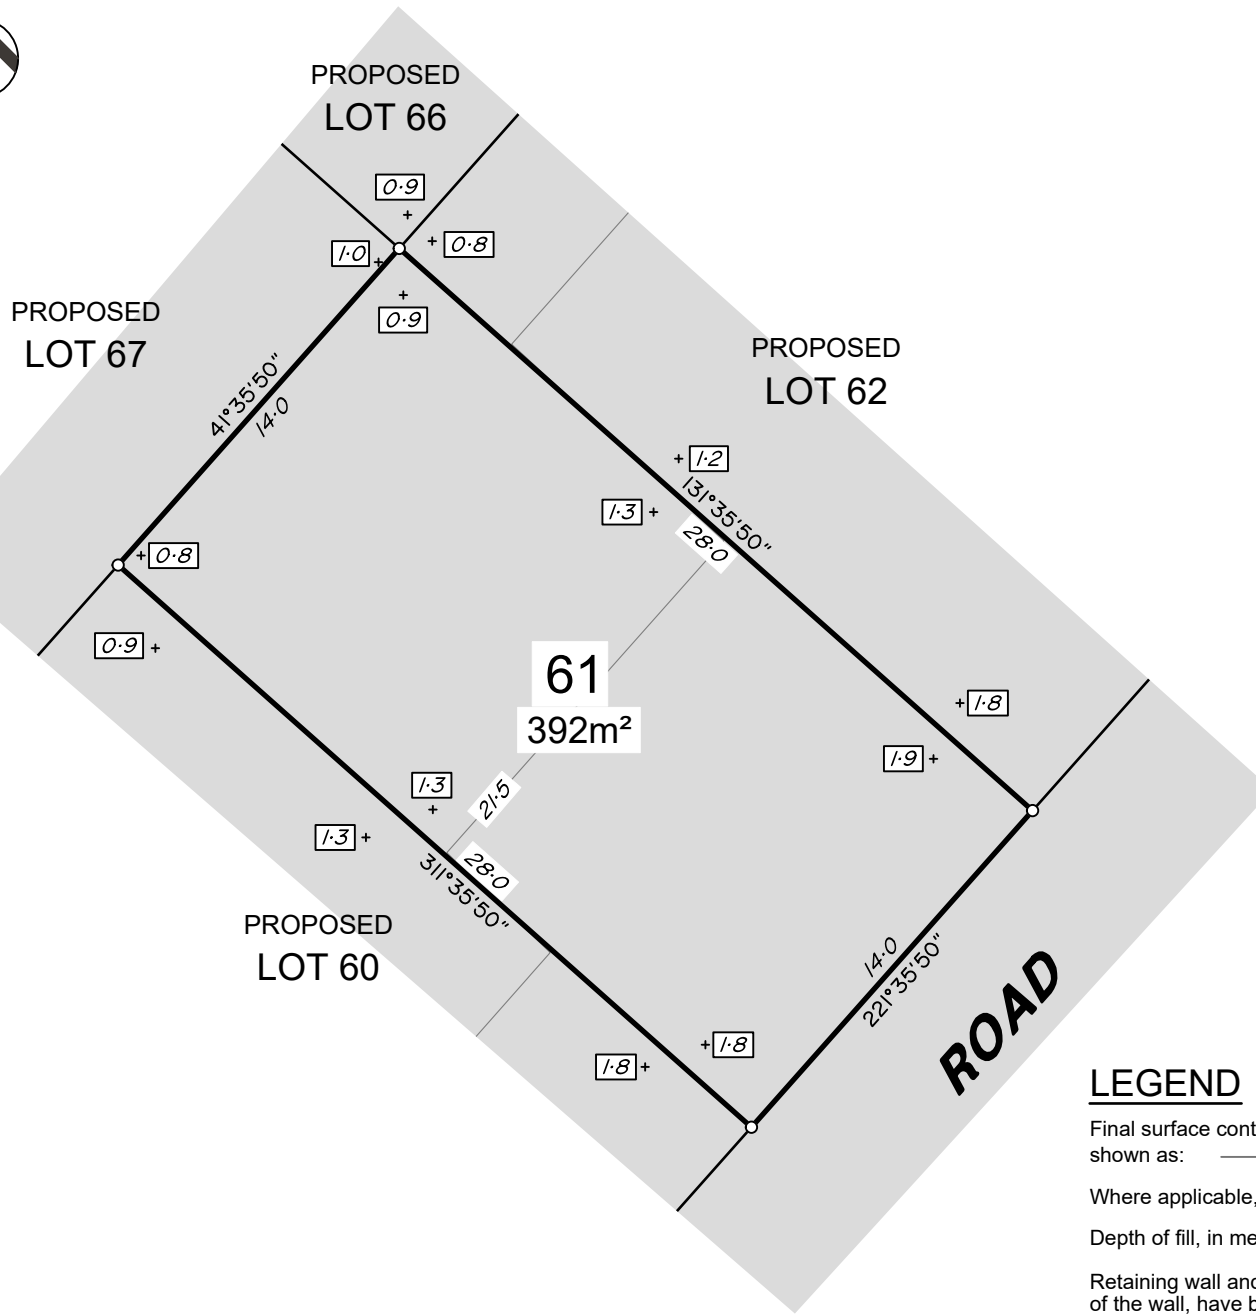 PROPOSED
LOT 66
0·9
1·0
0·8
0·9
PROPOSED
LOT 67
41°35'50"
14·0
PROPOSED
LOT 62
1·2
1·3
131°35'50"
28·0
0·8
0·9
61
392m²
1·8
1·9
1·3
21·5
1·3
28·0
311°35'50"
PROPOSED
LOT 60
14·0
221°35'50"
ROAD
1·8
1·8
LEGEND
Final surface cont
shown as:
Where applicable,
Depth of fill, in me
Retaining wall and
of the wall, have b